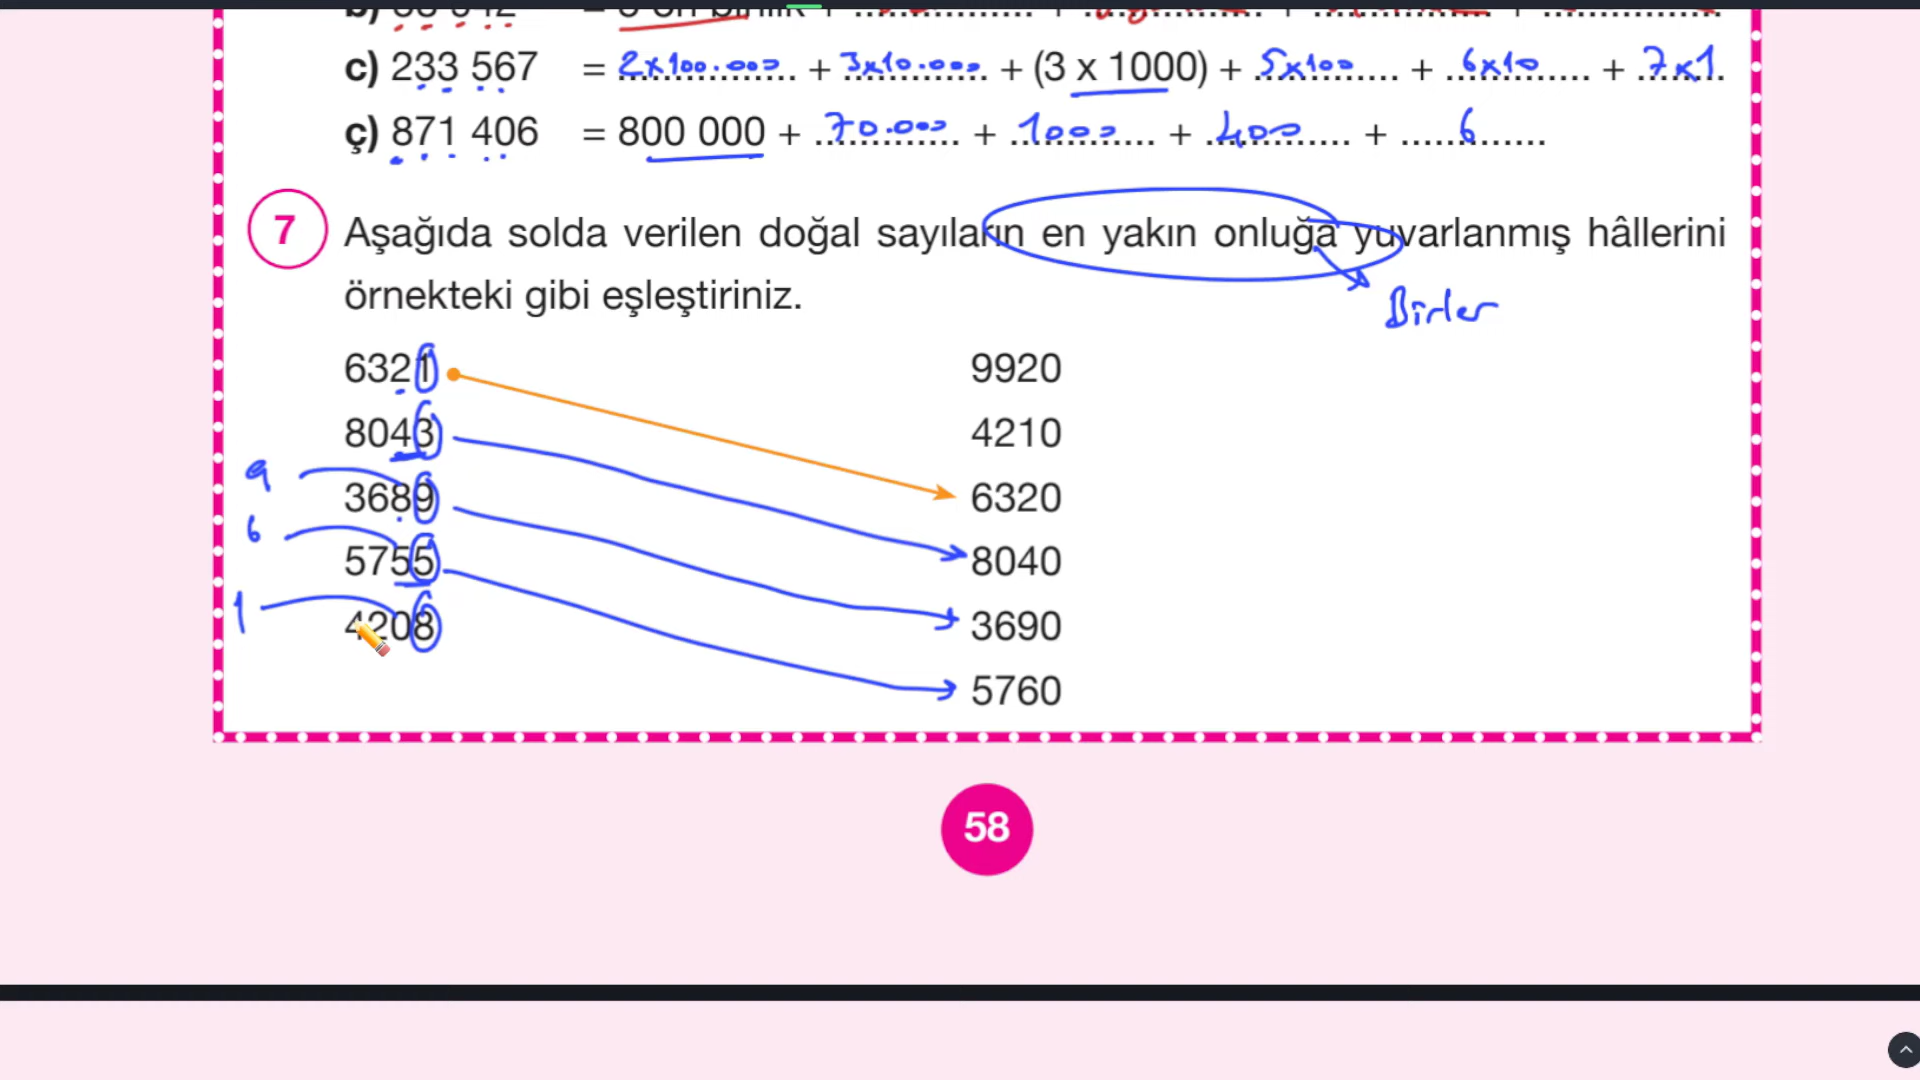 c) 233 567 = 2x100.000 + 3x10.000 + (3 x 1000) + 5x100 + 6x10 + 7x1
ç) 871 406 = 800 000 + 70.000 + 1000 + 400 + 6
7 Aşağıda solda verilen doğal sayıların en yakın onluğa yuvarlanmış hâllerini
örnekteki gibi eşleştiriniz.
Birler
6321 9920
8043 4210
9 3689 6320
6 5755 8040
1 4208 3690
5760
58